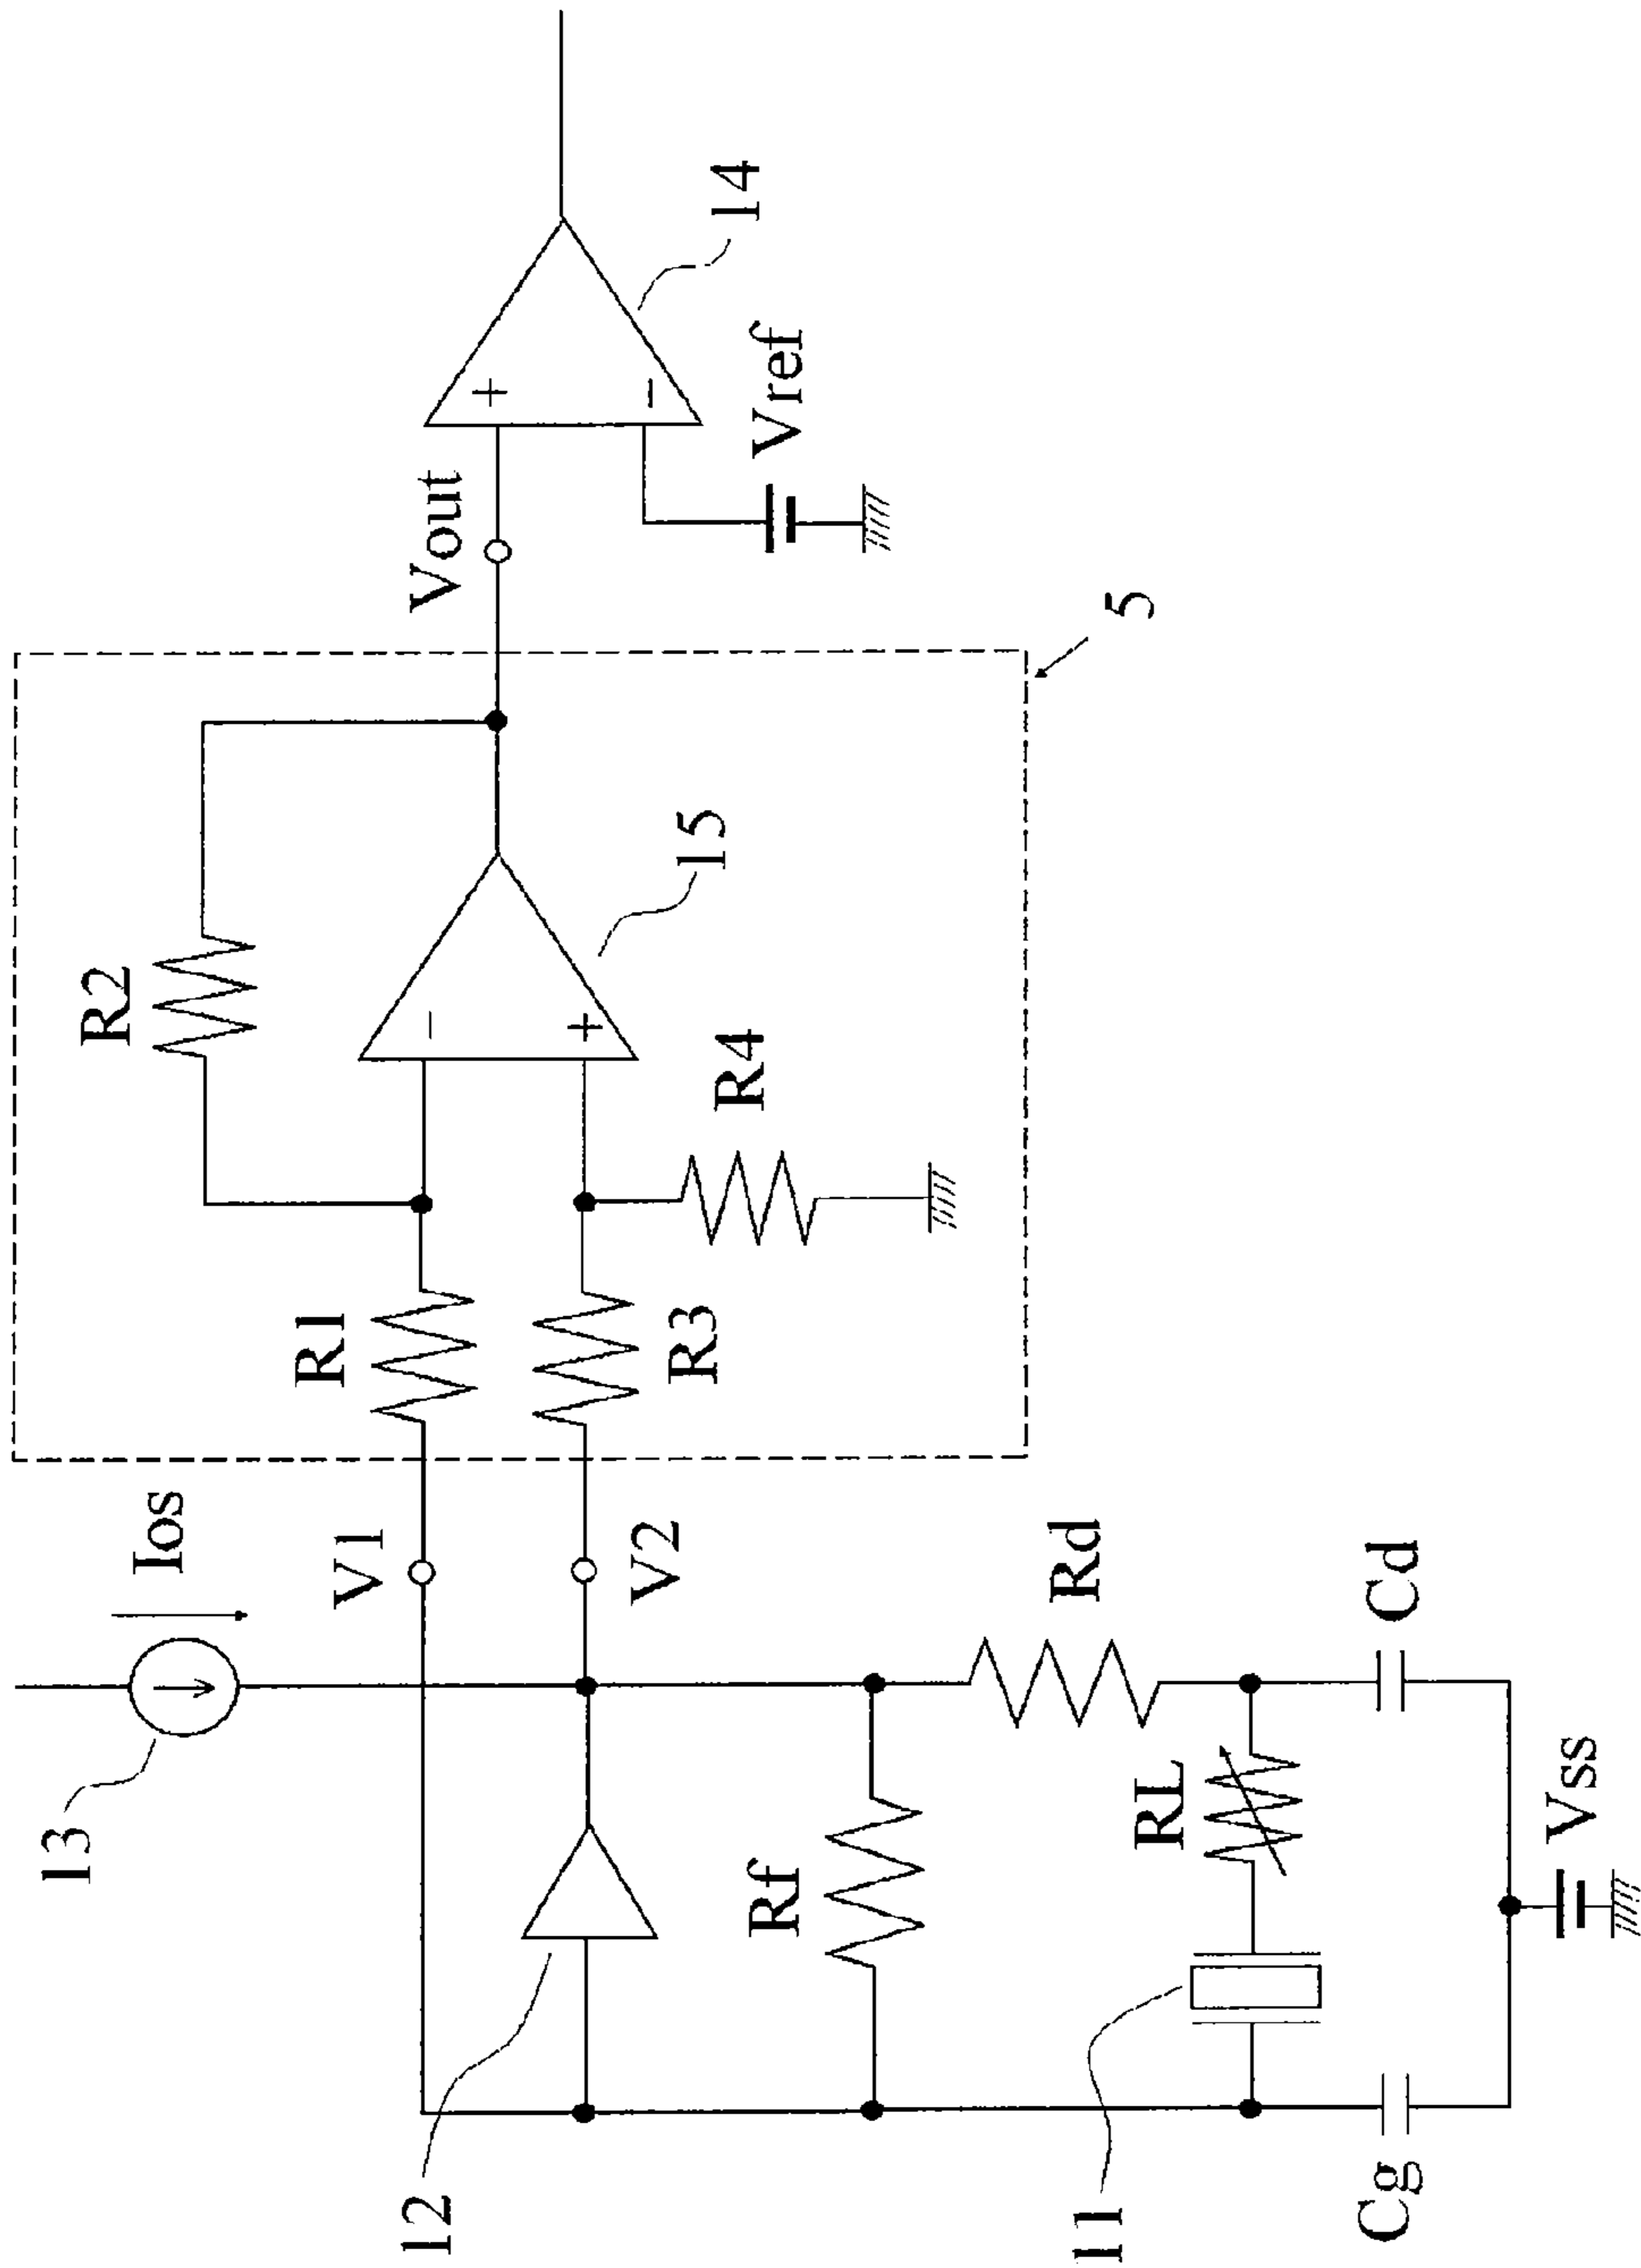 13
Ios
R2
V1
R1
−
15
Vout
+
14
12
V2
R3
+
R4
−
Vref
Rf
Rd
5
11
RL
Cg
Cd
Vss